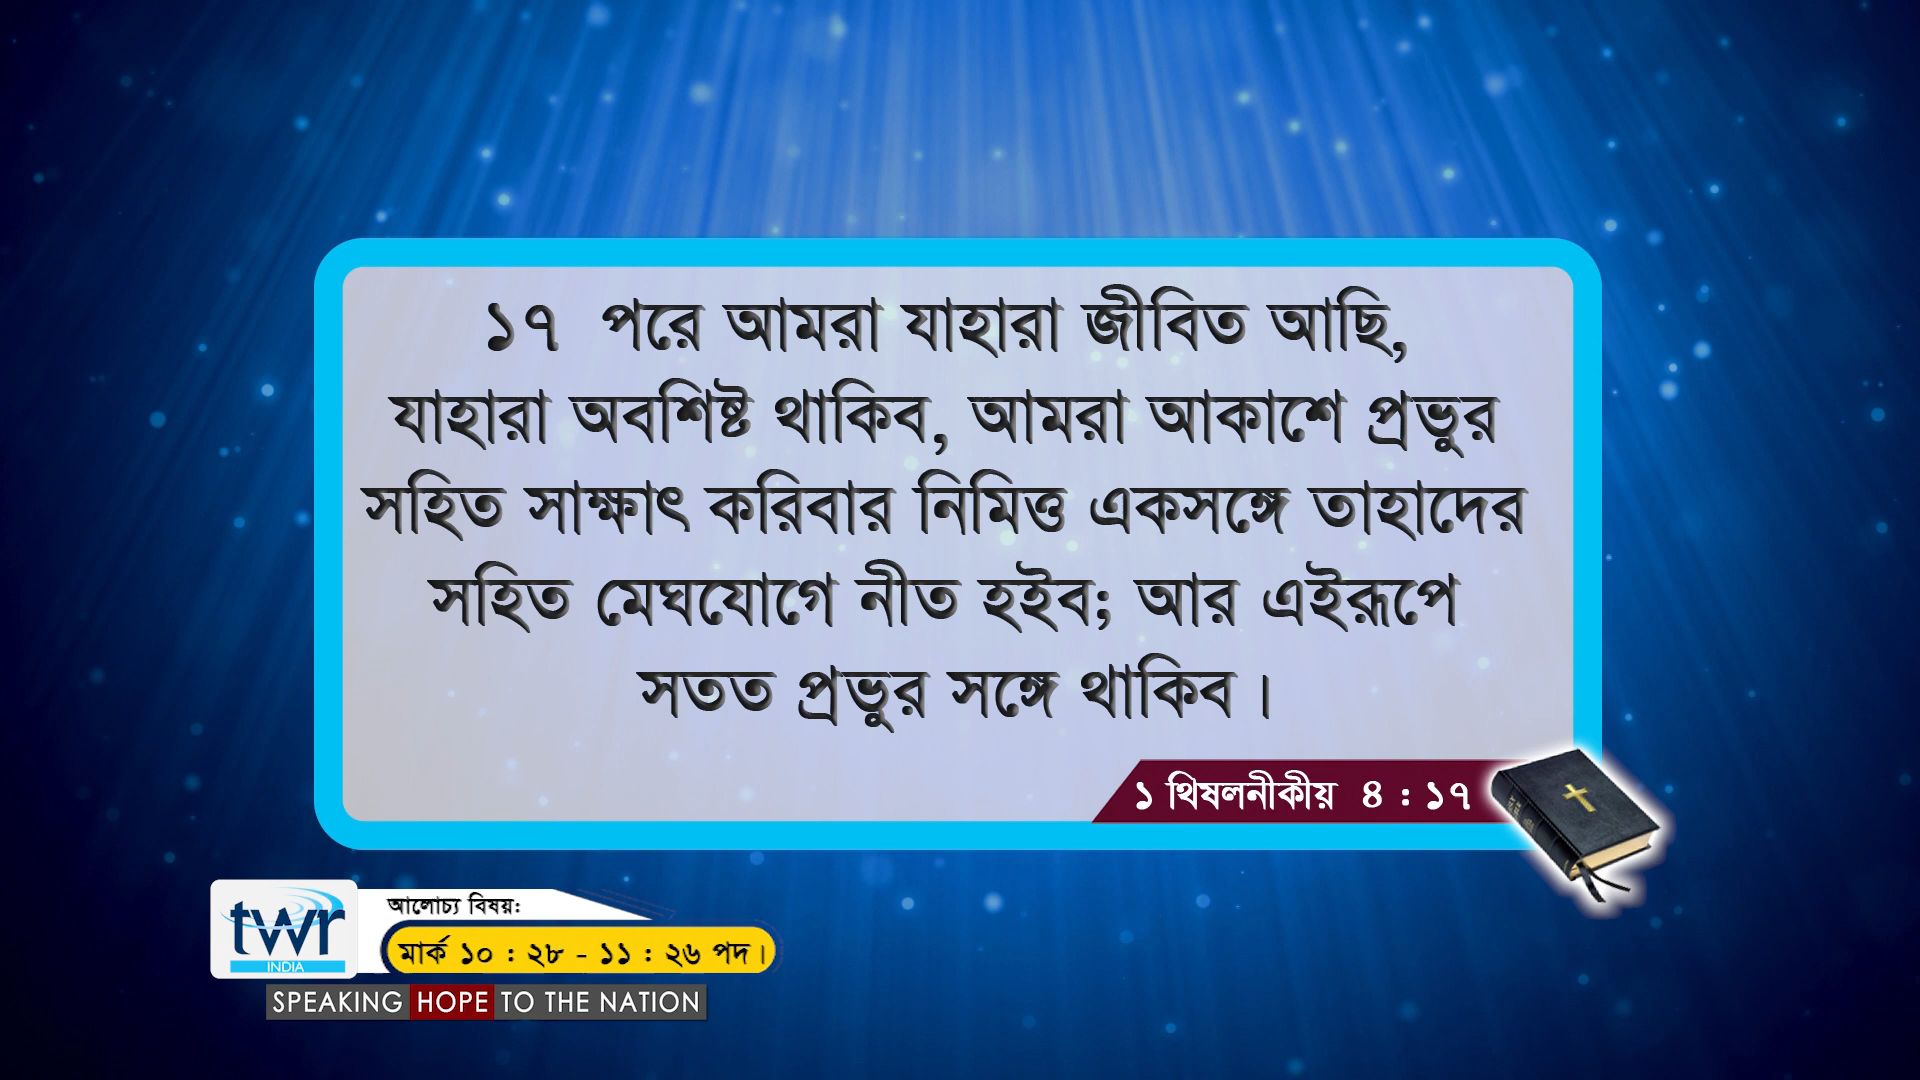 ১৭ পরে আমরা যাহারা জীবিত আছি,
যাহারা অবশিষ্ট থাকিব, আমরা আকাশে প্রভুর
সহিত সাক্ষাৎ করিবার নিমিত্ত একসঙ্গে তাহাদের
সহিত মেঘযোগে নীত হইব; আর এইরূপে
সতত প্রভুর সঙ্গে থাকিব।
১ থিষলনীকীয় ৪ : ১৭
twr
INDIA
আলোচ্য বিষয়:
মার্ক ১০ : ২৮ - ১১ : ২৬ পদ।
SPEAKING HOPE TO THE NATION